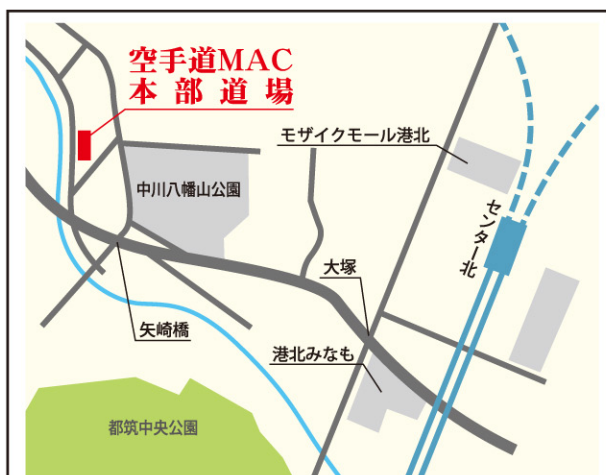 空手道MAC
本部道場
モザイクモール港北
中川八幡山公園
センター北
大塚
矢崎橋
港北みなも
都筑中央公園